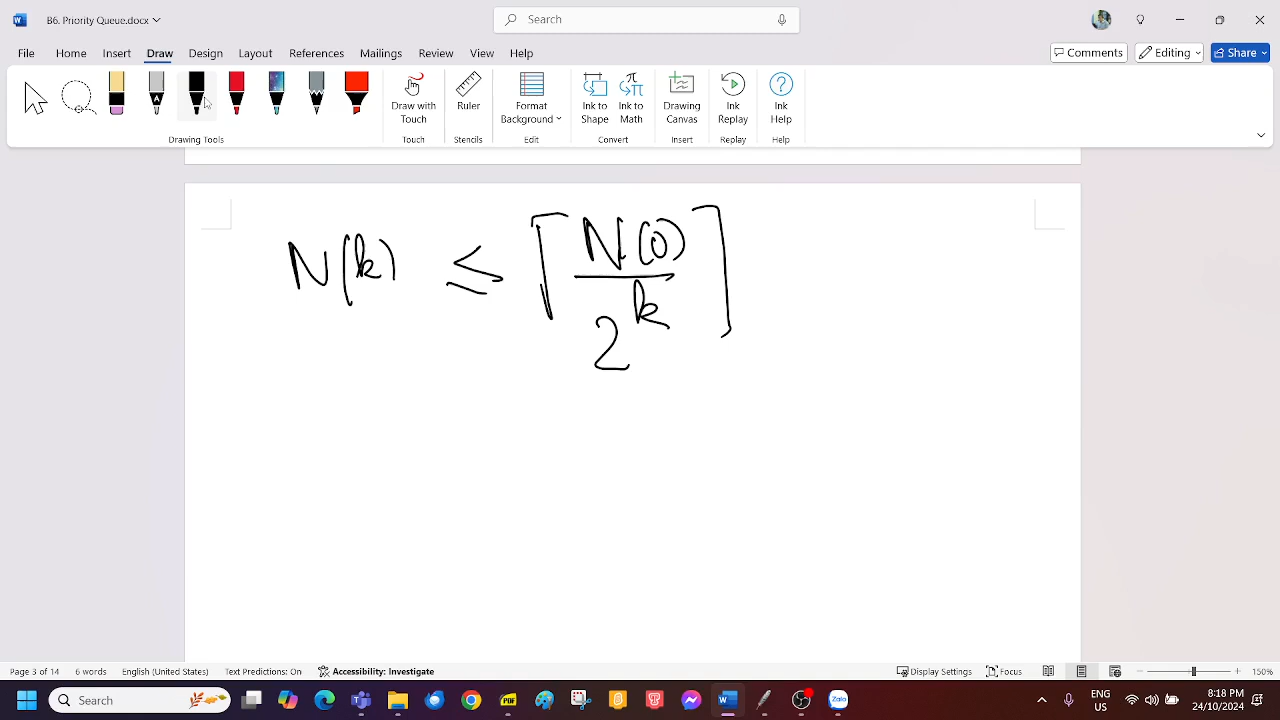 B6. Priority Queue.docx
Search
File Home Insert Draw Design Layout References Mailings Review View Help
Comments Editing Share
Draw with Touch
Ruler
Format Background
Ink to Shape
Ink to Math
Drawing Canvas
Ink Replay
Ink Help
Drawing Tools Touch Stencils Edit Convert Insert Replay Help
N(k) ≤ ⌈N(0)/2^k⌉
Page 3 of 14 6 words English (United States) Text Predictions: On Accessibility: Investigate Display Settings Focus 150%
Search PDF Zalo ENG US 8:18 PM 24/10/2024